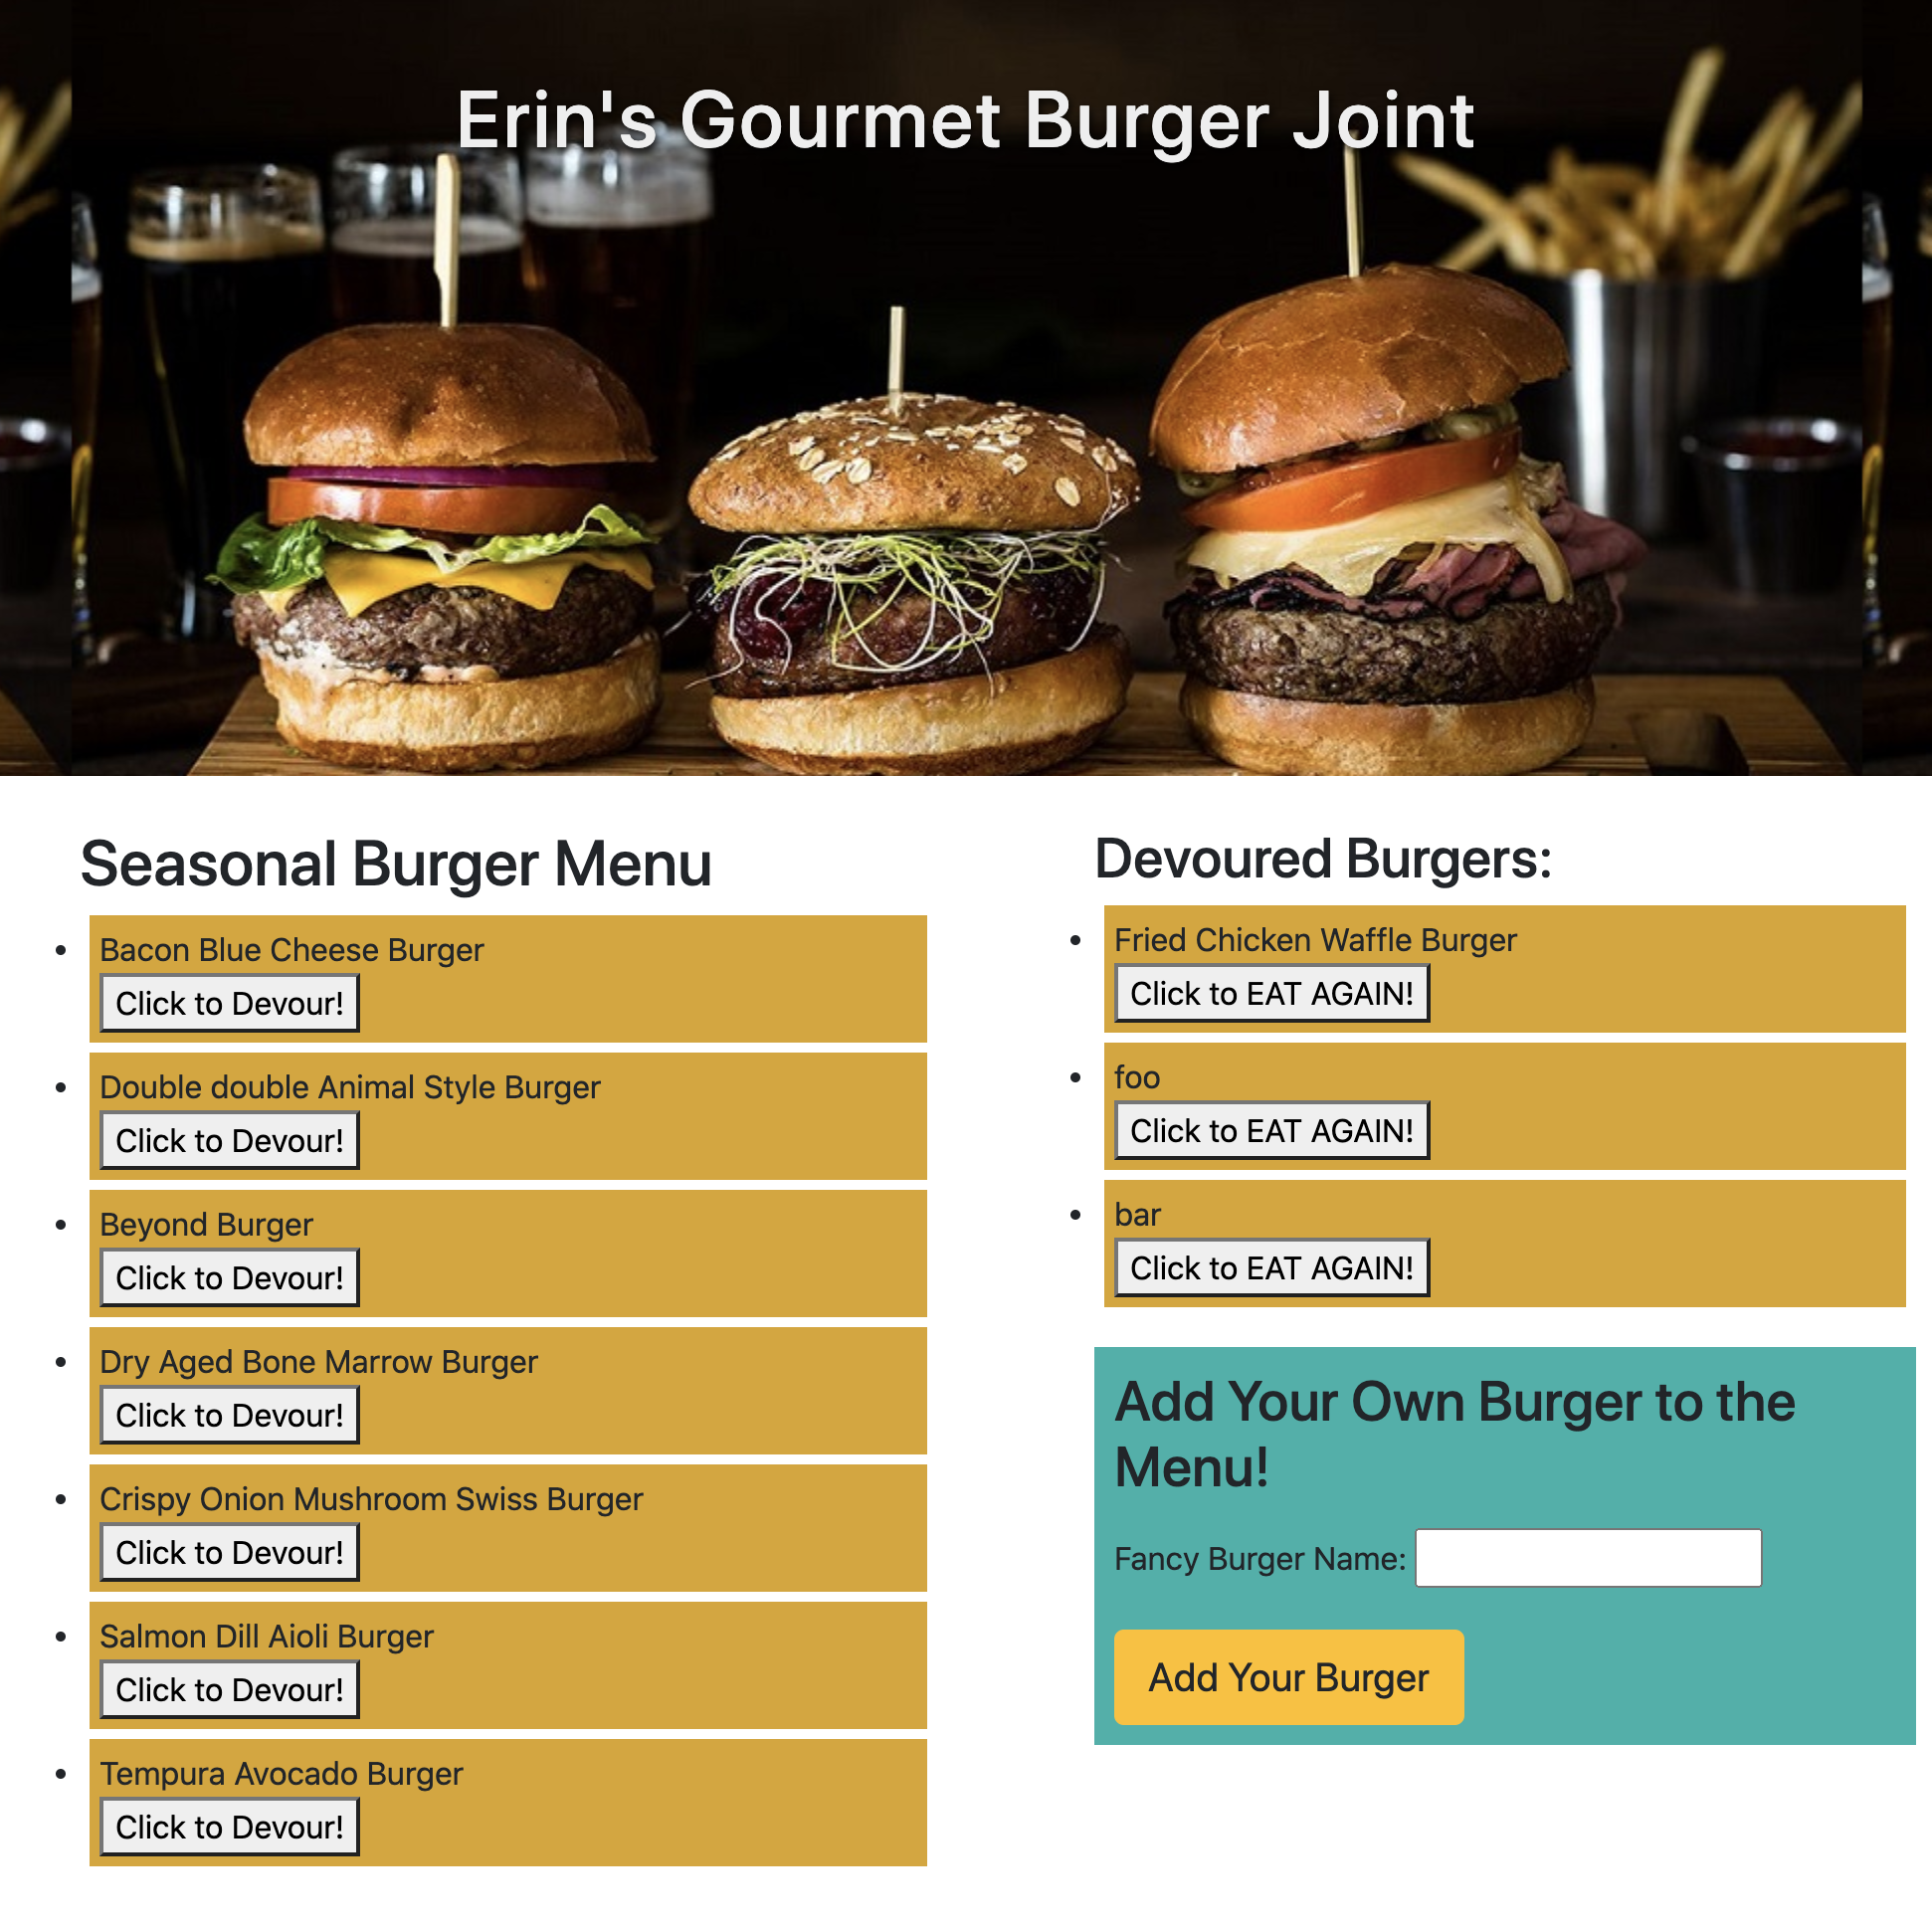 Erin's Gourmet Burger Joint
Seasonal Burger Menu
Bacon Blue Cheese Burger
Click to Devour!
Double double Animal Style Burger
Click to Devour!
Beyond Burger
Click to Devour!
Dry Aged Bone Marrow Burger
Click to Devour!
Crispy Onion Mushroom Swiss Burger
Click to Devour!
Salmon Dill Aioli Burger
Click to Devour!
Tempura Avocado Burger
Click to Devour!
Devoured Burgers:
Fried Chicken Waffle Burger
Click to EAT AGAIN!
foo
Click to EAT AGAIN!
bar
Click to EAT AGAIN!
Add Your Own Burger to the
Menu!
Fancy Burger Name:
Add Your Burger